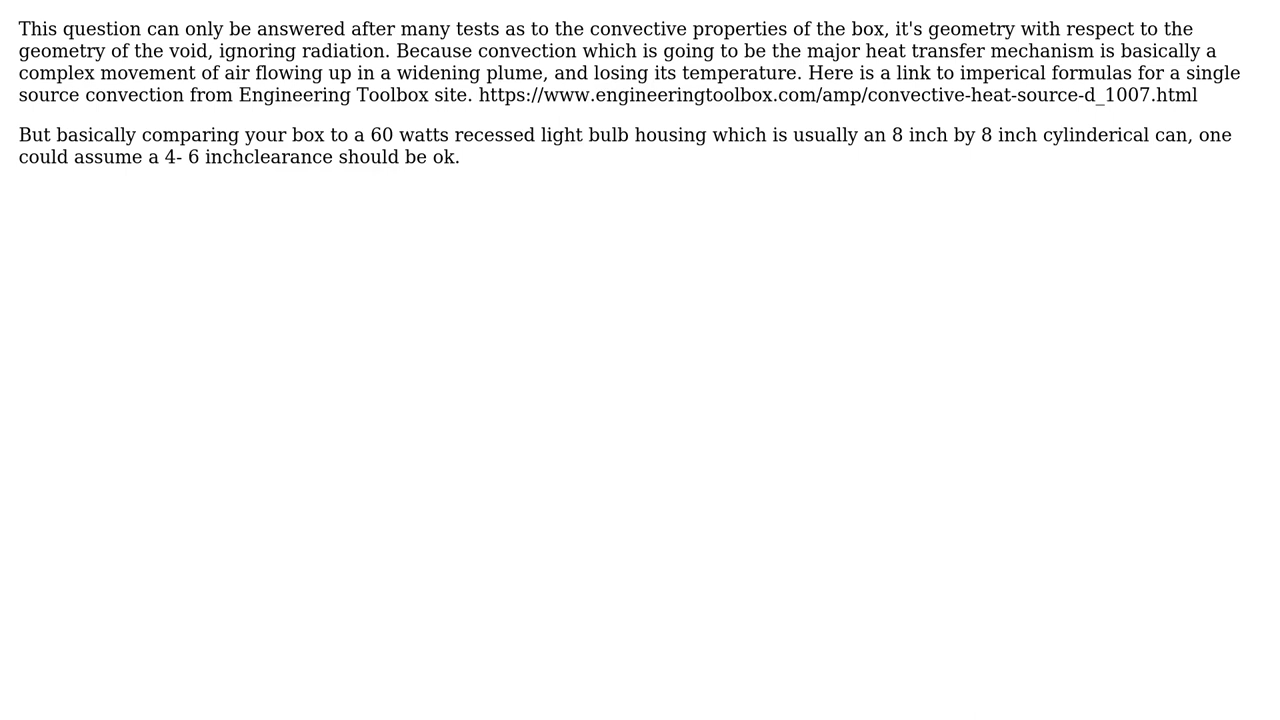 This question can only be answered after many tests as to the convective properties of the box, it's geometry with respect to the
geometry of the void, ignoring radiation. Because convection which is going to be the major heat transfer mechanism is basically a
complex movement of air flowing up in a widening plume, and losing its temperature. Here is a link to imperical formulas for a single
source convection from Engineering Toolbox site. https://www.engineeringtoolbox.com/amp/convective-heat-source-d_1007.html
But basically comparing your box to a 60 watts recessed light bulb housing which is usually an 8 inch by 8 inch cylinderical can, one
could assume a 4- 6 inchclearance should be ok.